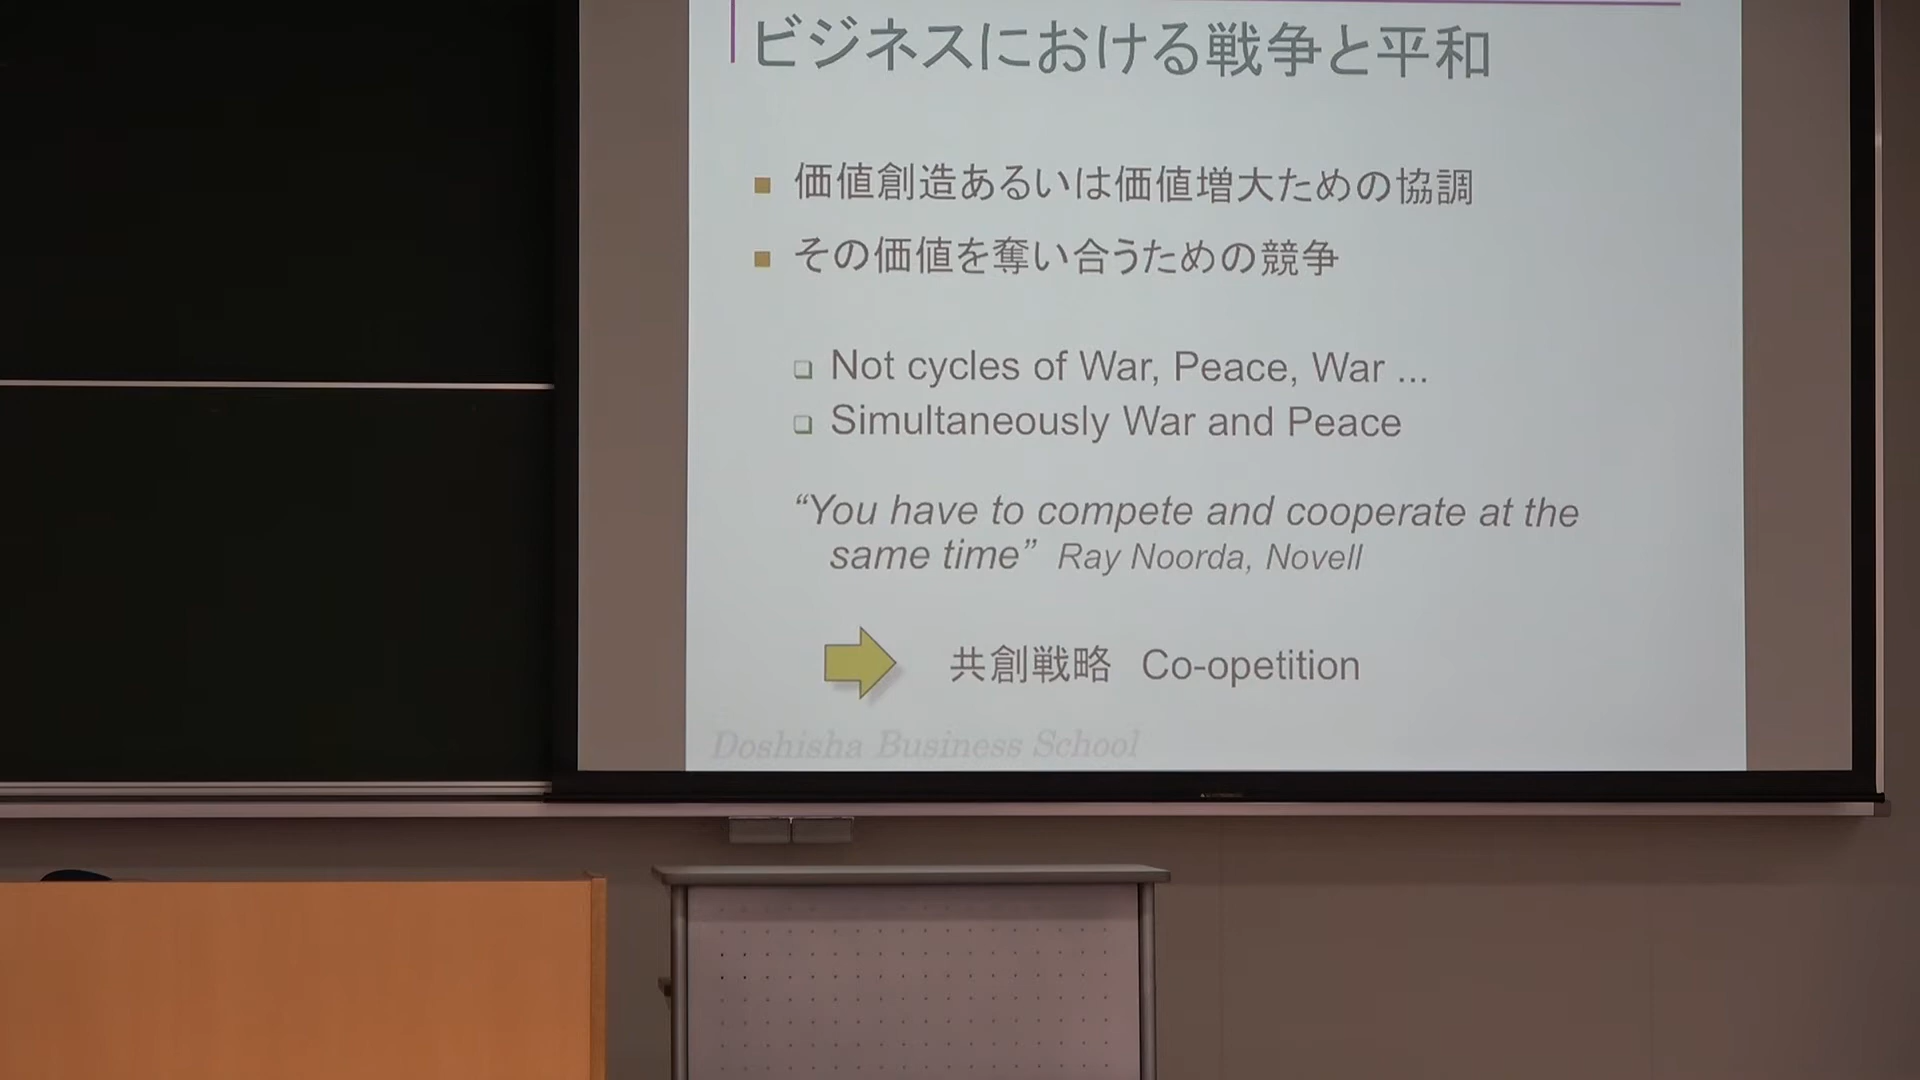 ビジネスにおける戦争と平和
価値創造あるいは価値増大ための協調
その価値を奪い合うための競争
Not cycles of War, Peace, War ...
Simultaneously War and Peace
“You have to compete and cooperate at the
same time” Ray Noorda, Novell
共創戦略 Co-opetition
Doshisha Business School